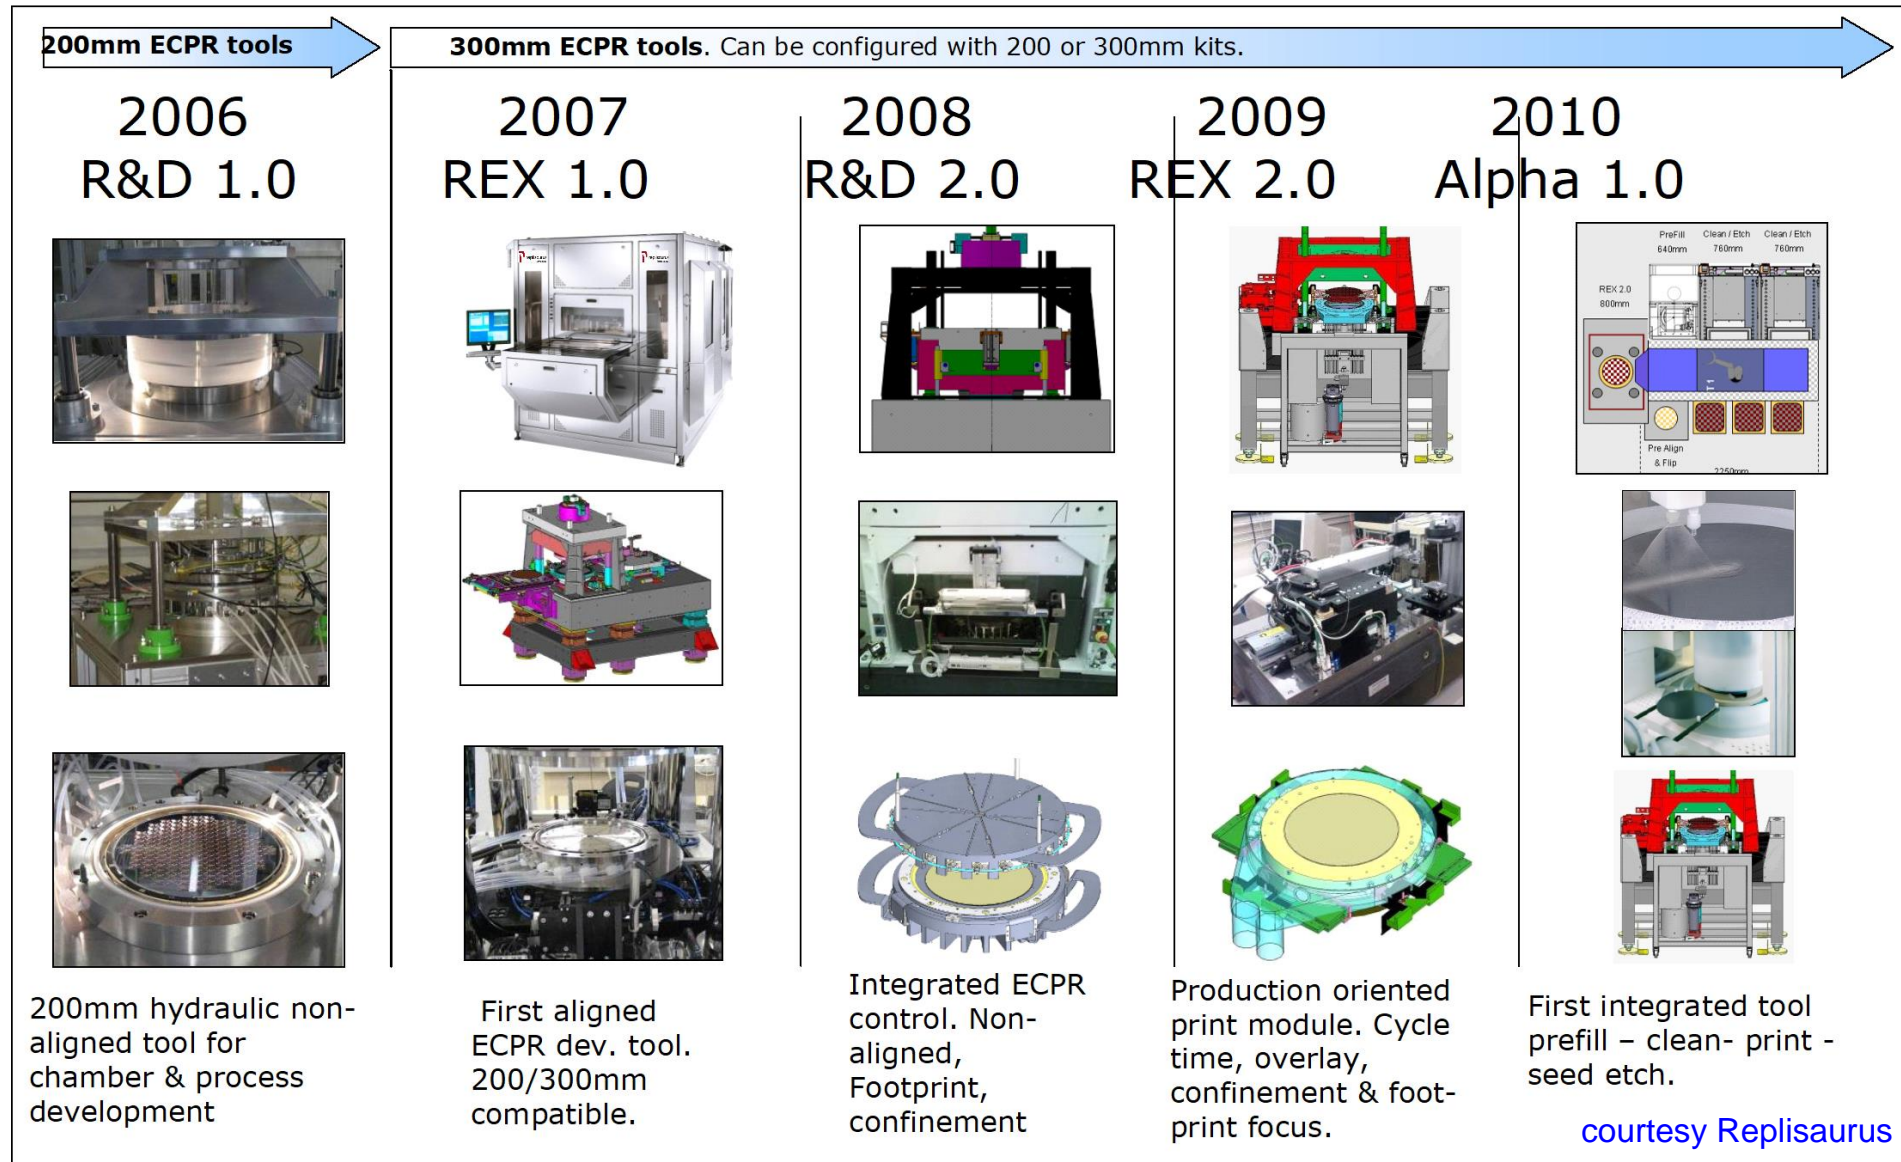 200mm ECPR tools
300mm ECPR tools. Can be configured with 200 or 300mm kits.
2006
R&D 1.0
2007
REX 1.0
2008
R&D 2.0
2009
REX 2.0
2010
Alpha 1.0
PreFill
640mm
Clean / Etch
760mm
Clean / Etch
760mm
REX 2.0
800mm
T1
Pre Align
& Flip
2250mm
200mm hydraulic non-
aligned tool for
chamber & process
development
First aligned
ECPR dev. tool.
200/300mm
compatible.
Integrated ECPR
control. Non-
aligned,
Footprint,
confinement
Production oriented
print module. Cycle
time, overlay,
confinement & foot-
print focus.
First integrated tool
prefill – clean- print -
seed etch.
courtesy Replisaurus